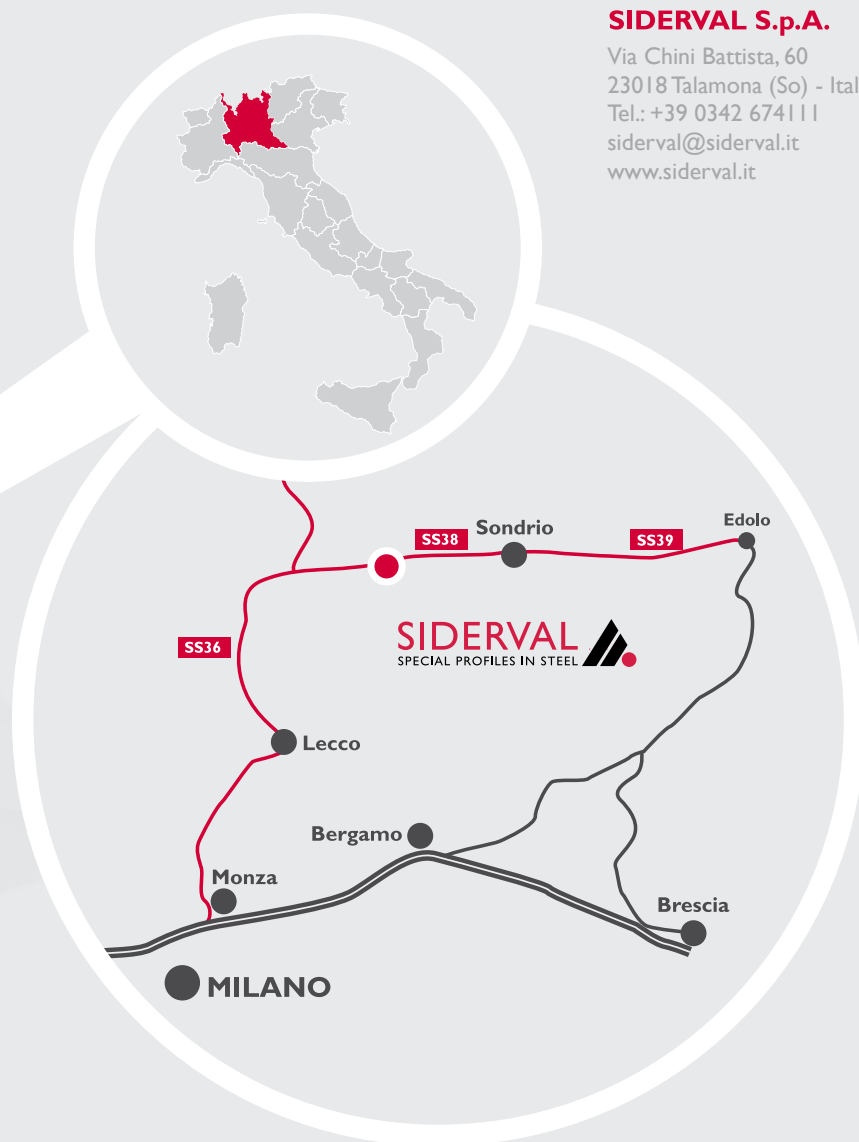 SIDERVAL S.p.A.
Via Chini Battista, 60
23018 Talamona (So) - Ital
Tel.: +39 0342 674111
siderval@siderval.it
www.siderval.it
Edolo
SS38
Sondrio
SS39
SS36
SIDERVAL
SPECIAL PROFILES IN STEEL
Lecco
Bergamo
Monza
Brescia
MILANO